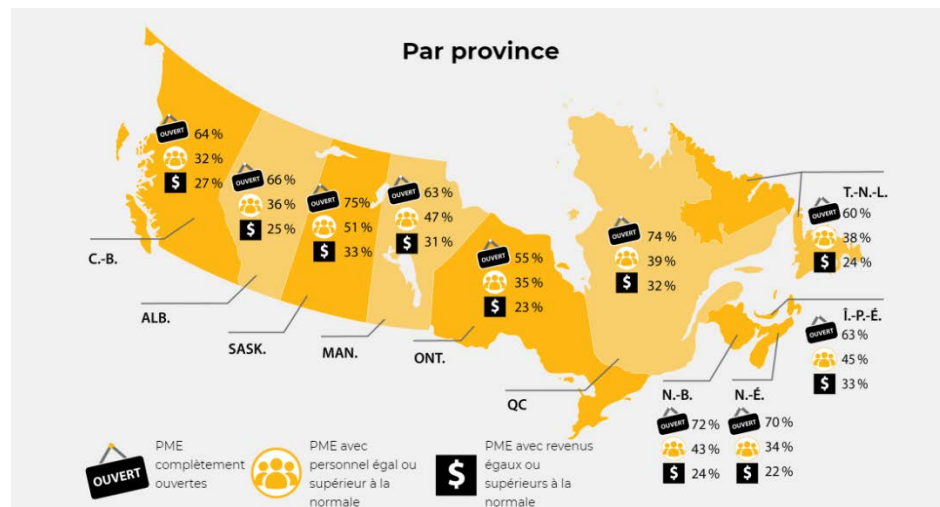 Par province
OUVERT 64 %
32 %
$ 27 %
C.-B.
OUVERT 66 %
36 %
$ 25 %
ALB.
OUVERT 75%
51 %
$ 33 %
SASK.
OUVERT 63 %
47 %
$ 31 %
MAN.
OUVERT 55 %
35 %
$ 23 %
ONT.
OUVERT 74 %
39 %
$ 32 %
QC
T.-N.-L.
OUVERT 60 %
38 %
$ 24 %
Î.-P.-É.
OUVERT 63 %
45 %
$ 33 %
N.-B.
OUVERT 72 %
43 %
$ 24 %
N.-É.
OUVERT 70 %
34 %
$ 22 %
OUVERT
PME
complètement
ouvertes
PME avec
personnel égal ou
supérieur à la
normale
$
PME avec revenus
égaux ou
supérieurs à la
normale